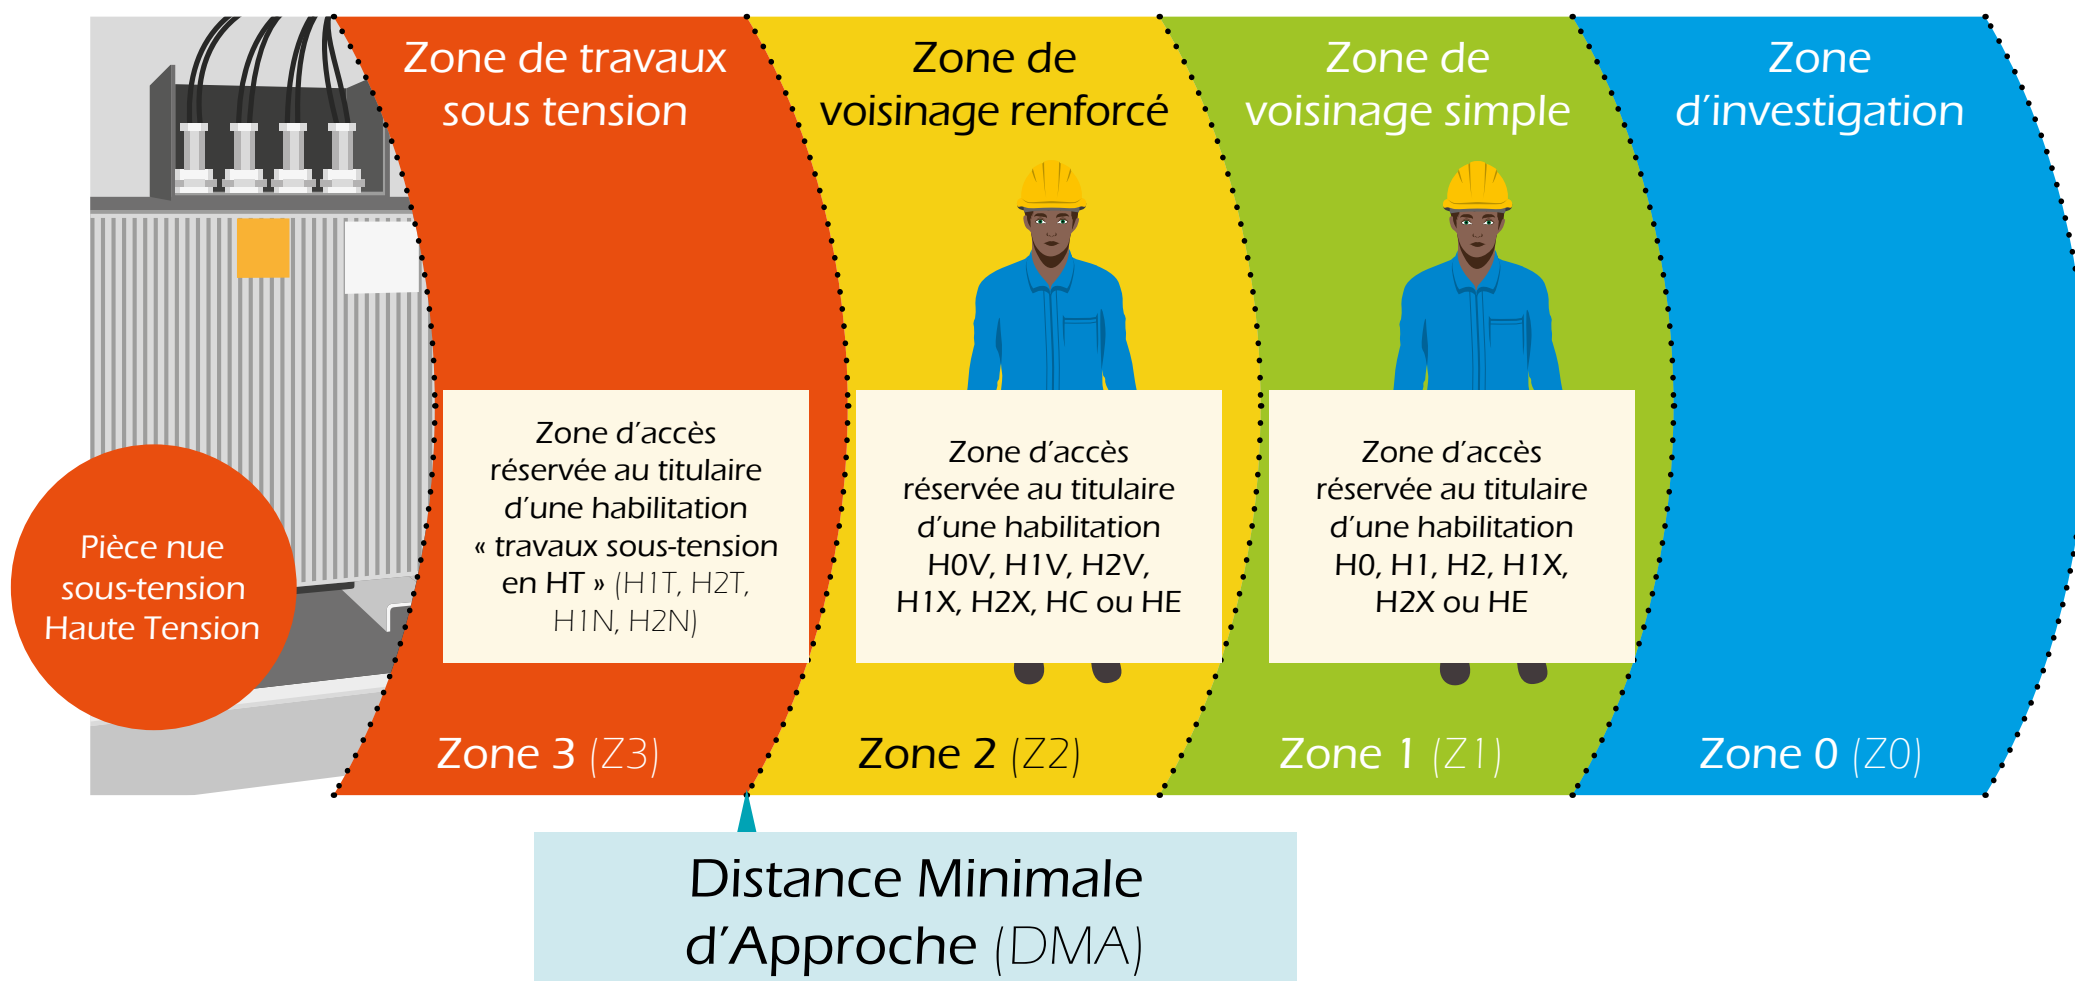 Zone de travaux
sous tension
Zone de
voisinage renforcé
Zone de
voisinage simple
Zone
d'investigation
Pièce nue
sous-tension
Haute Tension
Zone d'accès
réservée au titulaire
d'une habilitation
« travaux sous-tension
en HT » (H1T, H2T,
H1N, H2N)
Zone d'accès
réservée au titulaire
d'une habilitation
H0V, H1V, H2V,
H1X, H2X, HC ou HE
Zone d'accès
réservée au titulaire
d'une habilitation
H0, H1, H2, H1X,
H2X ou HE
Zone 3 (Z3)
Zone 2 (Z2)
Zone 1 (Z1)
Zone 0 (Z0)
Distance Minimale
d'Approche (DMA)